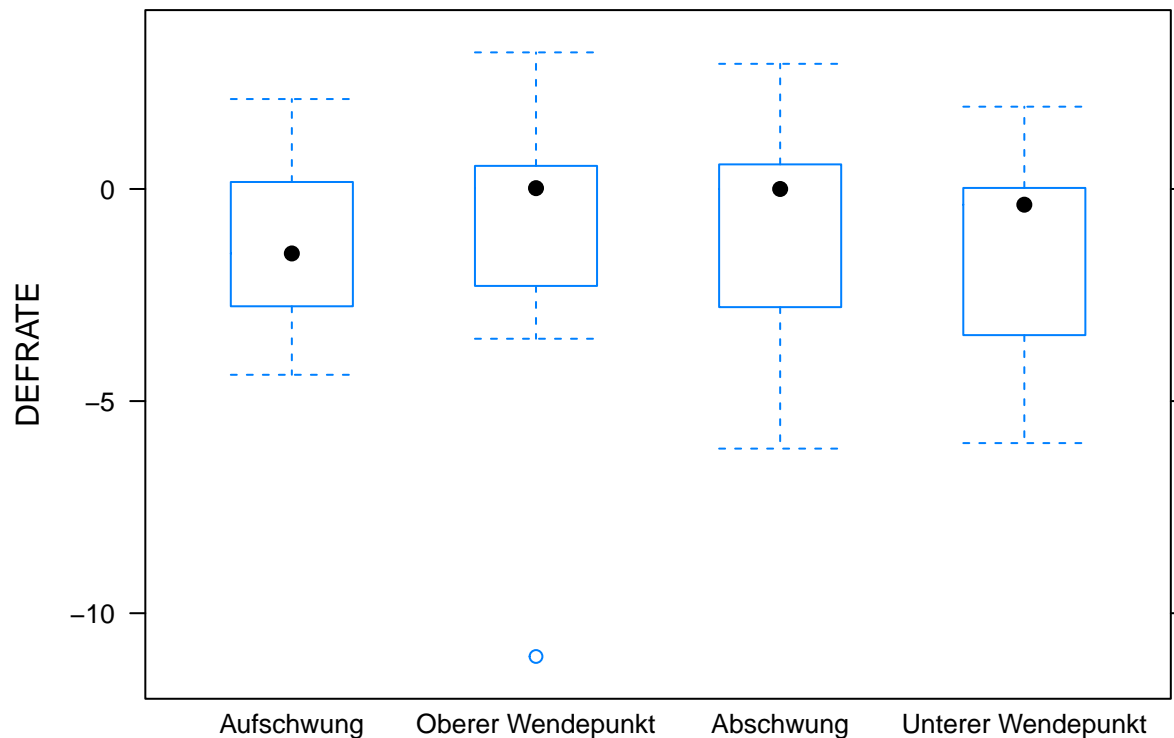 DEFRATE
0
−5
−10
Aufschwung
Oberer Wendepunkt
Abschwung
Unterer Wendepunkt